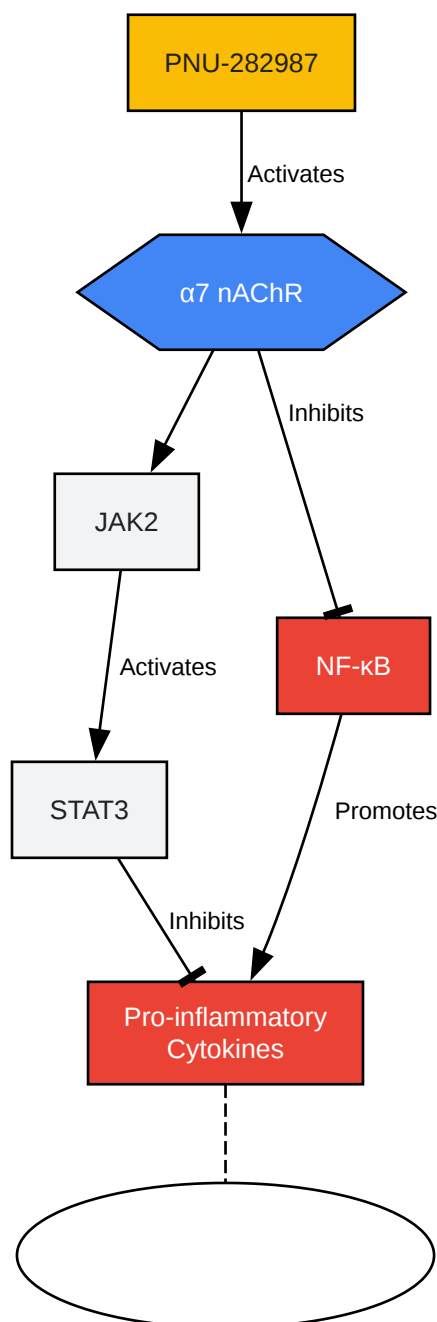 PNU-282987
Activates
α7 nAChR
Inhibits
JAK2
Activates
NF-κB
STAT3
Promotes
Inhibits
Pro-inflammatory
Cytokines